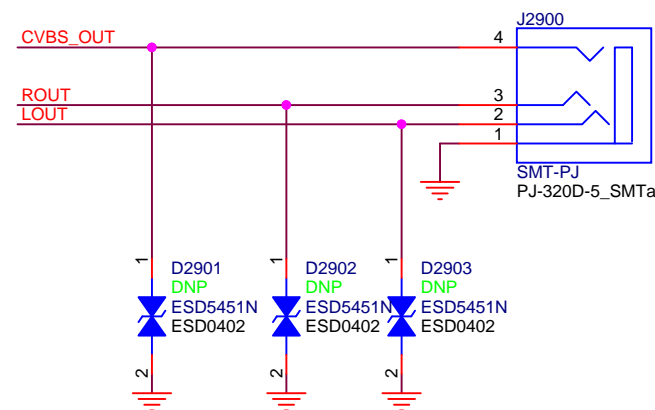 J2900
CVBS_OUT
4
ROUT
3
LOUT
2
1
SMT-PJ
PJ-320D-5_SMTa
1
D2901
DNP
ESD5451N
ESD0402
2
1
D2902
DNP
ESD5451N
ESD0402
2
1
D2903
DNP
ESD5451N
ESD0402
2